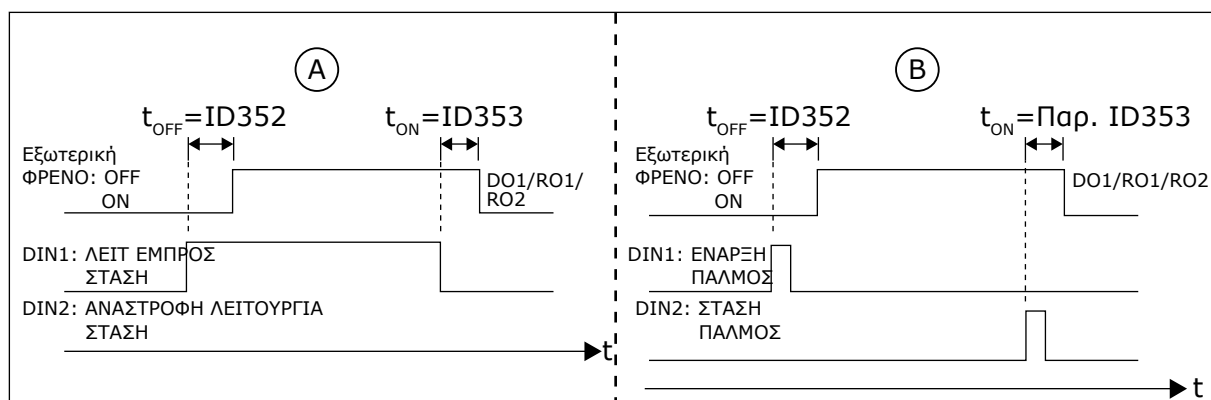 A
t_OFF=ID352
t_ON=ID353
Εξωτερική
ΦΡΕΝΟ: OFF
ON
DO1/RO1/
RO2
DIN1: ΛΕΙΤ ΕΜΠΡΟΣ
ΣΤΑΣΗ
DIN2: ΑΝΑΣΤΡΟΦΗ ΛΕΙΤΟΥΡΓΙΑ
ΣΤΑΣΗ
t
B
t_OFF=ID352
t_ON=Παρ. ID353
Εξωτερική
ΦΡΕΝΟ: OFF
ON
DO1/RO1/RO2
DIN1: ΕΝΑΡΞΗ
ΠΑΛΜΟΣ
DIN2: ΣΤΑΣΗ
ΠΑΛΜΟΣ
t